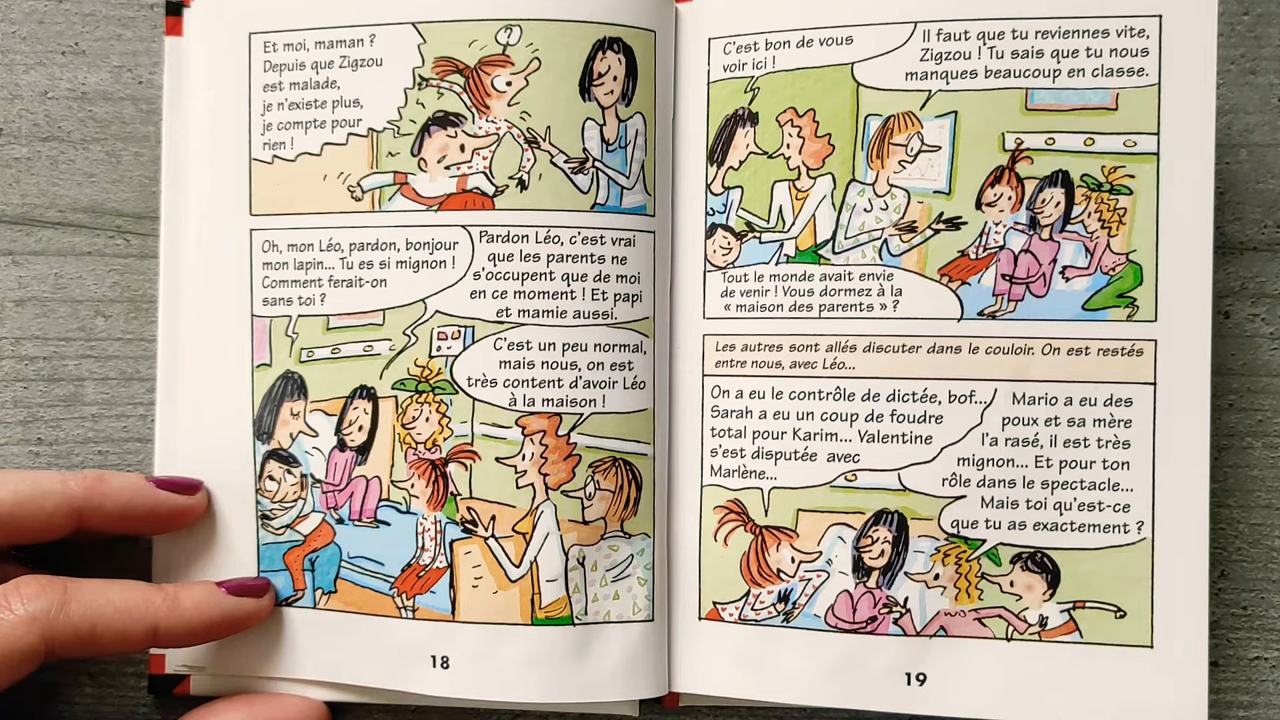 Et moi, maman ?
Depuis que Zigzou
est malade,
je n'existe plus,
je compte pour
rien !
?
Oh, mon Léo, pardon, bonjour
mon lapin... Tu es si mignon !
Comment ferait-on
sans toi ?
Pardon Léo, c'est vrai
que les parents ne
s'occupent que de moi
en ce moment ! Et papi
et mamie aussi.
C'est un peu normal,
mais nous, on est
très content d'avoir Léo
à la maison !
18
C'est bon de vous
voir ici !
Il faut que tu reviennes vite,
Zigzou ! Tu sais que tu nous
manques beaucoup en classe.
Tout le monde avait envie
de venir ! Vous dormez à la
« maison des parents » ?
Les autres sont allés discuter dans le couloir. On est restés
entre nous, avec Léo...
On a eu le contrôle de dictée, bof...
Sarah a eu un coup de foudre
total pour Karim... Valentine
s'est disputée avec
Marlène...
Mario a eu des
poux et sa mère
l'a rasé, il est très
mignon... Et pour ton
rôle dans le spectacle...
Mais toi qu'est-ce
que tu as exactement ?
19